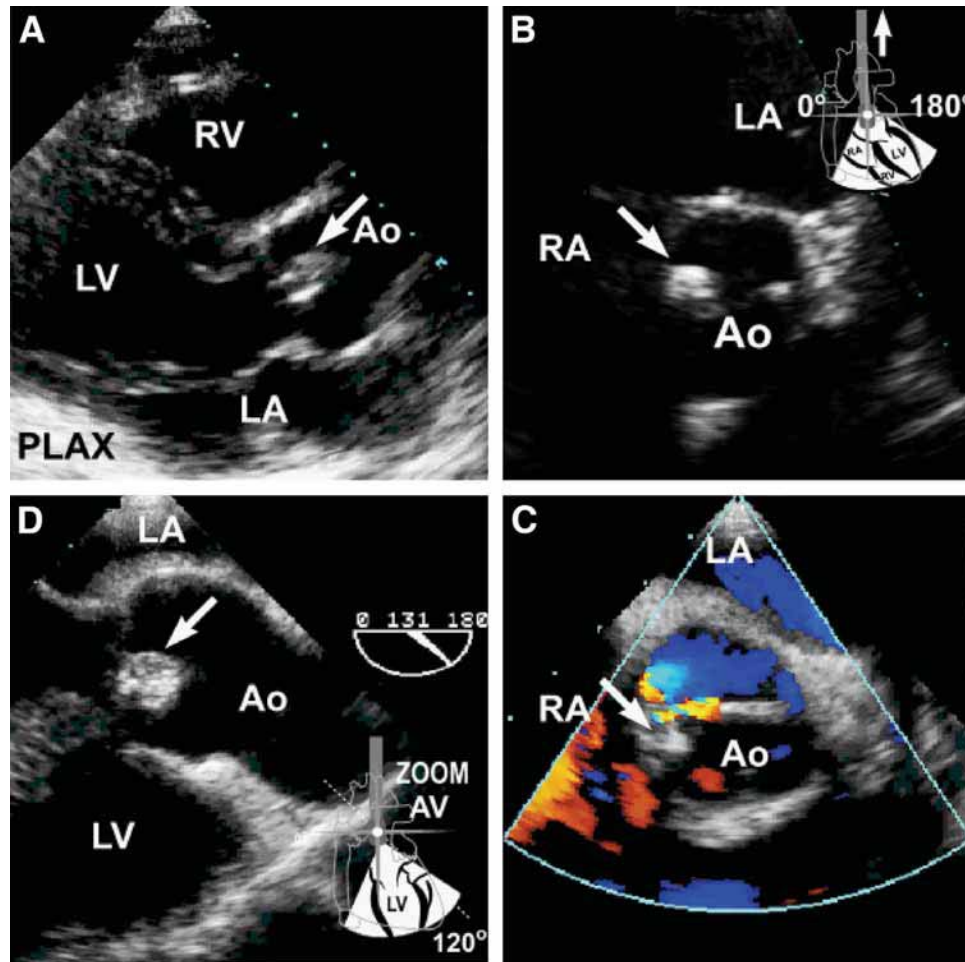 A
RV
Ao
LV
LA
PLAX
B
LA
0° 180°
RA LV
RV
RA
Ao
D
LA
0 131 180
Ao
ZOOM
AV
LV
LV
120°
C
LA
RA
Ao